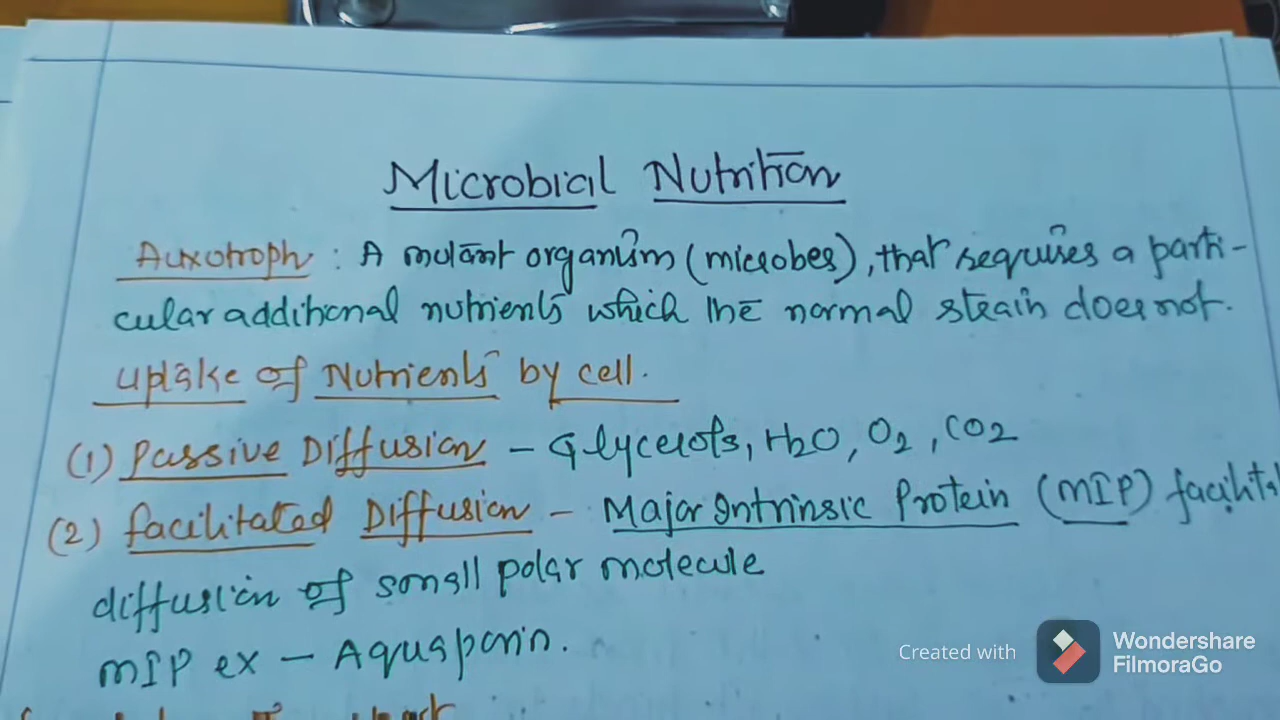 Microbial Nutrition
Auxotroph : A mutant organism (microbes), that requires a parti-
cular additional nutrients which the normal strain does not.
Uptake of Nutrients by cell.
(1) Passive Diffusion - Glycerols, H2O, O2, CO2
(2) facilitated Diffusion - Major Intrinsic Protein (MIP) facilita
diffusion of small polar molecule
MIP ex - Aquaporin.
Created with Wondershare
FilmoraGo